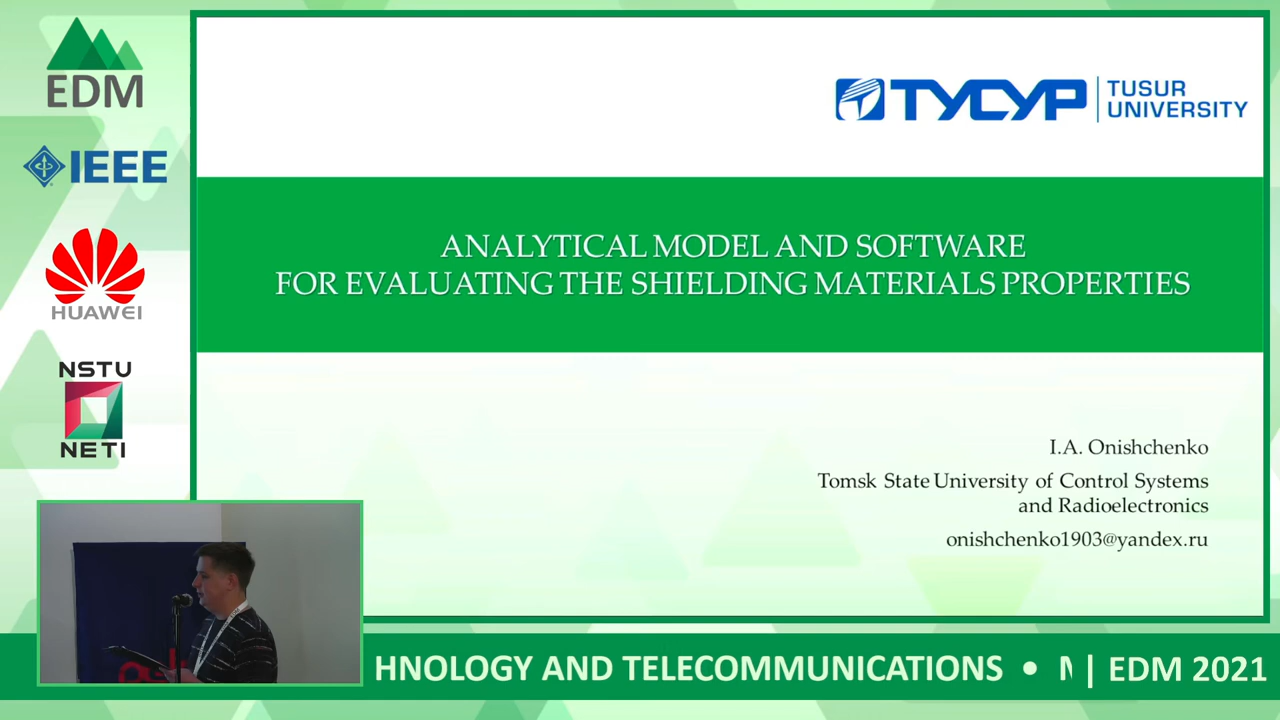 EDM
IEEE
HUAWEI
NSTU
NETI
ТУСУР
TUSUR
UNIVERSITY
ANALYTICAL MODEL AND SOFTWARE
FOR EVALUATING THE SHIELDING MATERIALS PROPERTIES
I.A. Onishchenko
Tomsk State University of Control Systems
and Radioelectronics
onishchenko1903@yandex.ru
HNOLOGY AND TELECOMMUNICATIONS • | EDM 2021